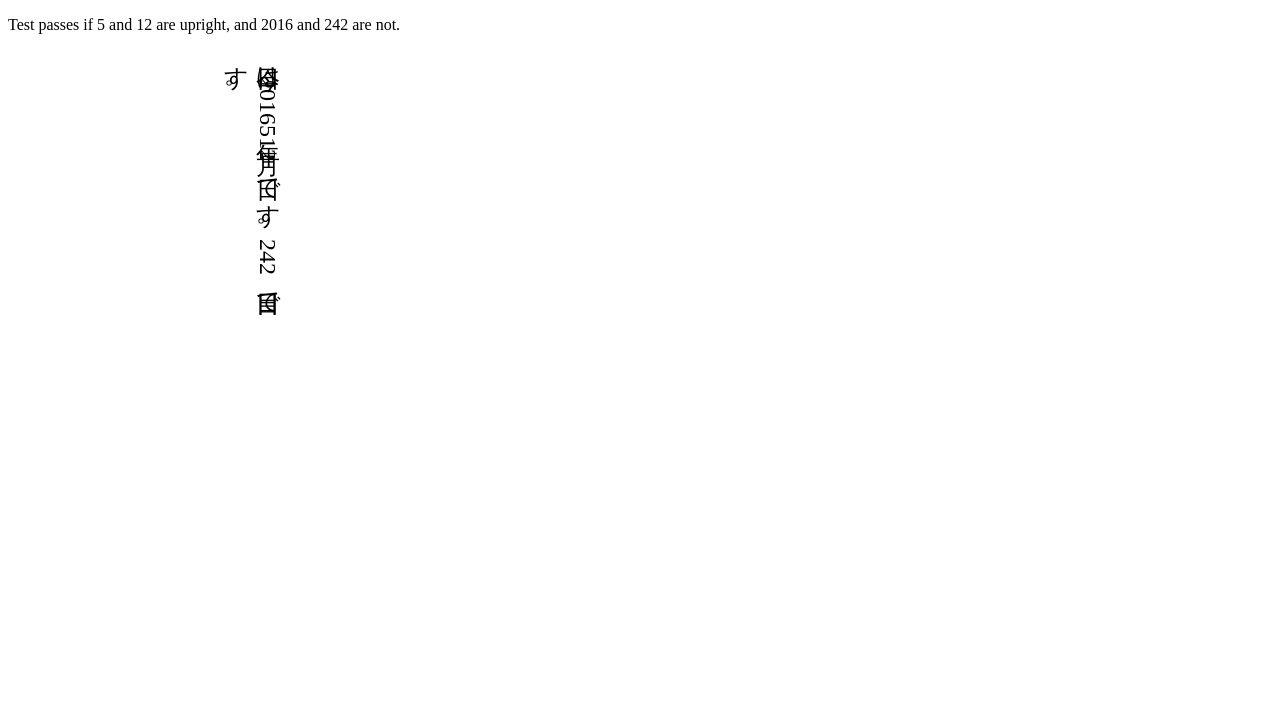 Test passes if 5 and 12 are upright, and 2016 and 242 are not.
今日は2016年5月12日です。242日目で
す。